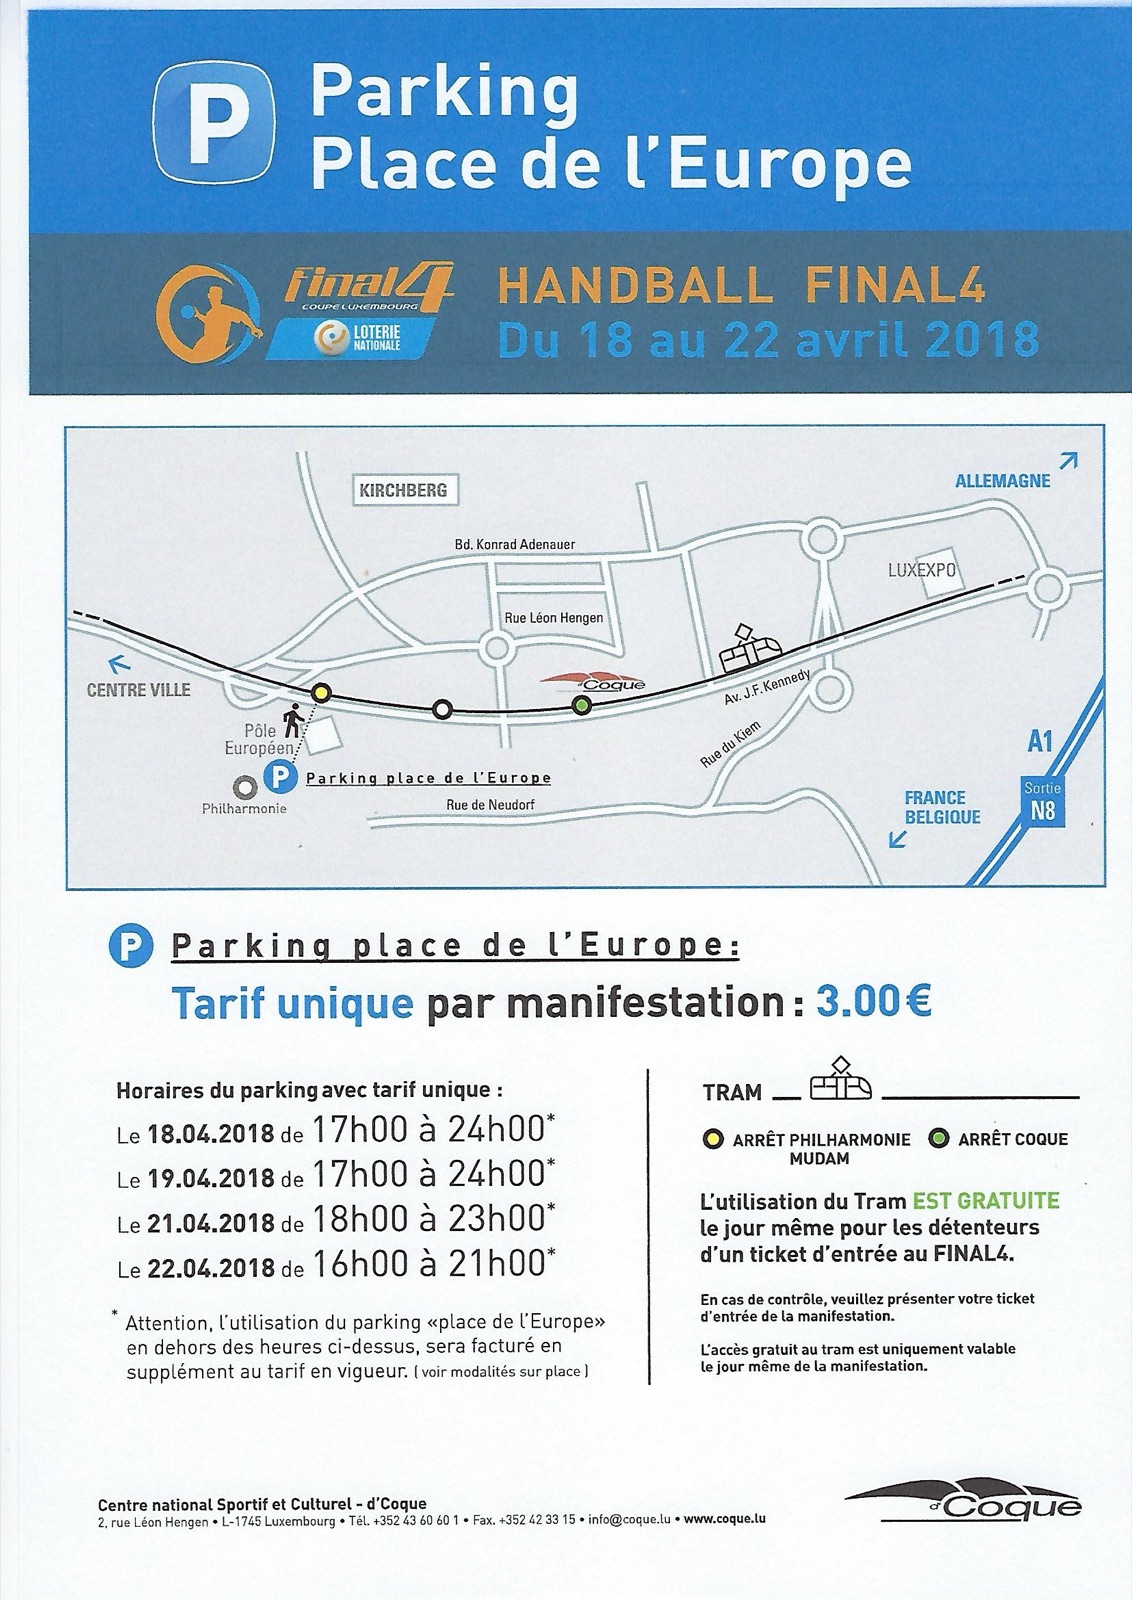 P
Parking
Place de l'Europe
final4
COUPE LUXEMBOURG
LOTERIE
NATIONALE
HANDBALL FINAL4
Du 18 au 22 avril 2018
KIRCHBERG
ALLEMAGNE
Bd. Konrad Adenauer
LUXEXPO
Rue Léon Hengen
CENTRE VILLE
d'Coque
Av. J.F. Kennedy
Pôle
Européen
Rue du Kiem
A1
P
Parking place de l'Europe
Philharmonie
Rue de Neudorf
FRANCE
BELGIQUE
Sortie
N8
P
Parking place de l'Europe:
Tarif unique par manifestation : 3.00€
Horaires du parking avec tarif unique :
Le 18.04.2018 de 17h00 à 24h00*
Le 19.04.2018 de 17h00 à 24h00*
Le 21.04.2018 de 18h00 à 23h00*
Le 22.04.2018 de 16h00 à 21h00*
* Attention, l'utilisation du parking «place de l'Europe»
en dehors des heures ci-dessus, sera facturé en
supplément au tarif en vigueur. ( voir modalités sur place )
TRAM
ARRÊT PHILHARMONIE
MUDAM
ARRÊT COQUE
L'utilisation du Tram EST GRATUITE
le jour même pour les détenteurs
d'un ticket d'entrée au FINAL4.
En cas de contrôle, veuillez présenter votre ticket
d'entrée de la manifestation.
L'accès gratuit au tram est uniquement valable
le jour même de la manifestation.
Centre national Sportif et Culturel - d'Coque
2, rue Léon Hengen • L-1745 Luxembourg • Tél. +352 43 60 60 1 • Fax. +352 42 33 15 • info@coque.lu • www.coque.lu
d'Coque